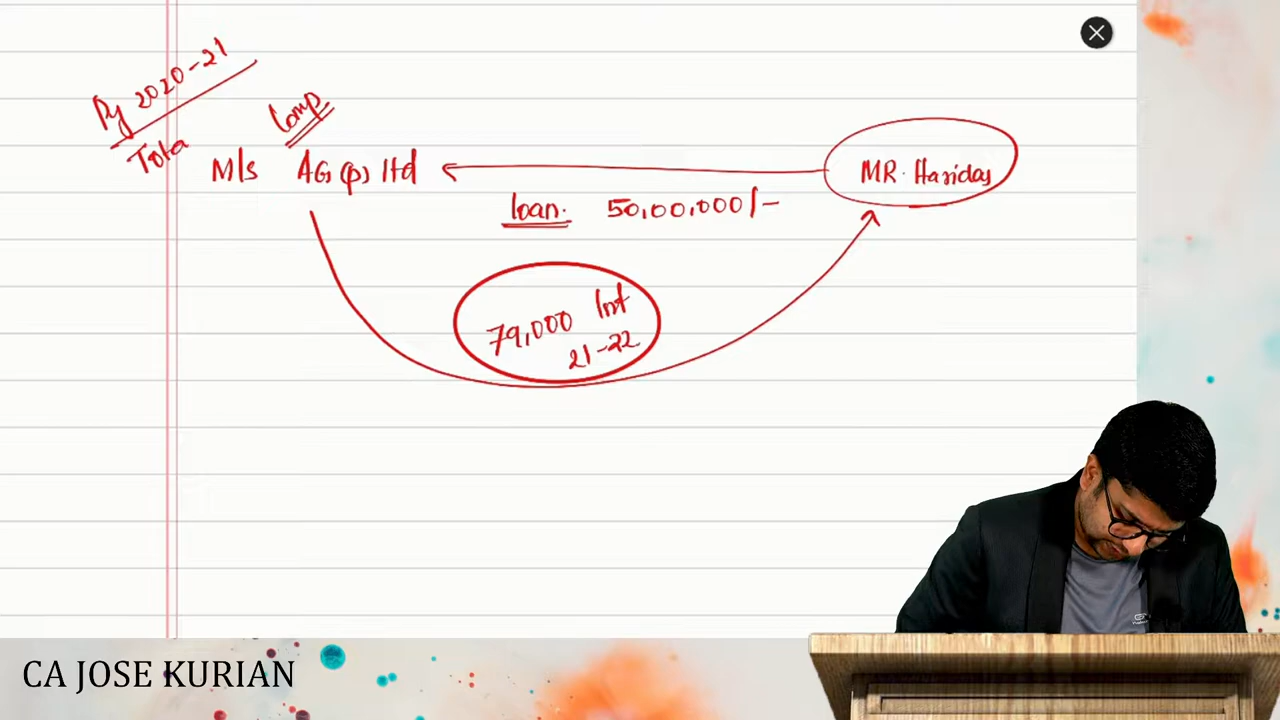 Py 2020-21
Tota
Comp
M/s AG (P) ltd
MR. Haridas
loan. 50,00,000/-
79,000 Int
21-22
CA JOSE KURIAN